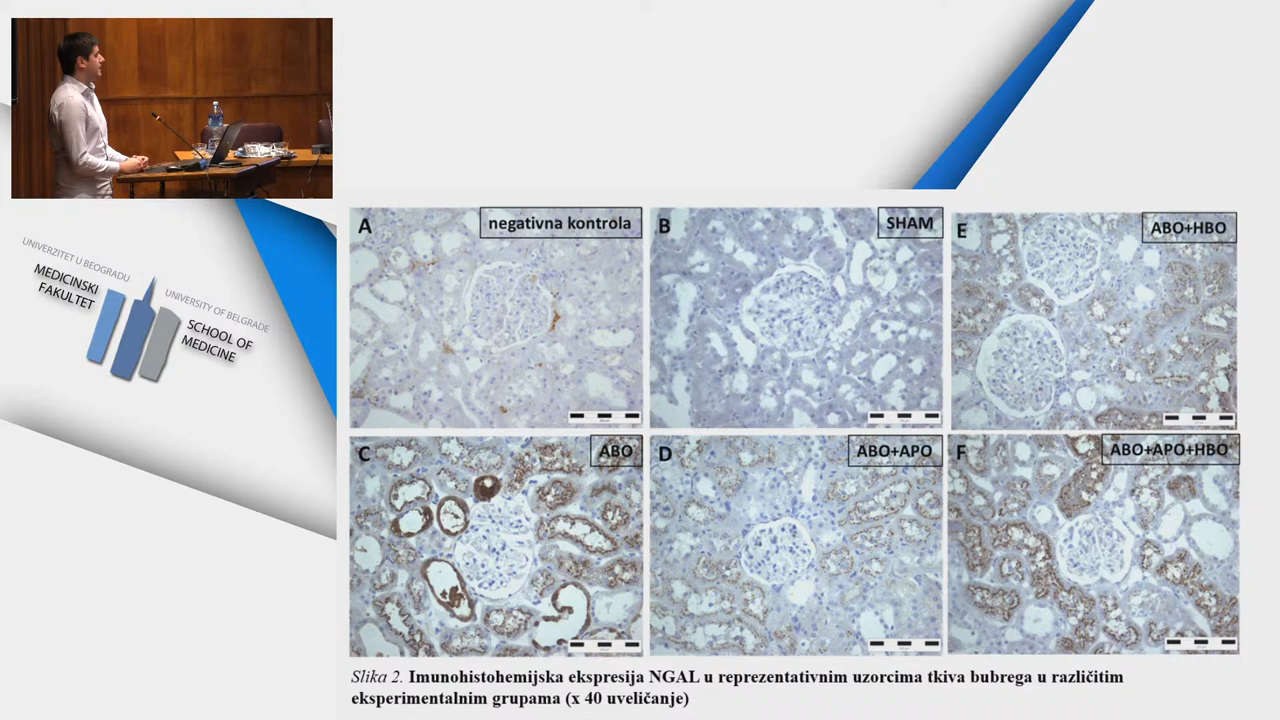 UNIVERZITET U BEOGRADU
MEDICINSKI
FAKULTET
UNIVERSITY OF BELGRADE
SCHOOL OF
MEDICINE
A
negativna kontrola
B
SHAM
E
ABO+HBO
C
ABO
D
ABO+APO
F
ABO+APO+HBO
Slika 2. Imunohistohemijska ekspresija NGAL u reprezentativnim uzorcima tkiva bubrega u različitim
eksperimentalnim grupama (x 40 uveličanje)